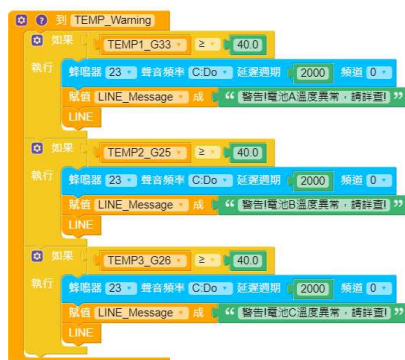 到 TEMP_Warning
如果 TEMP1_G33 ≥ 40.0
執行 蜂鳴器 23 聲音頻率 C:Do 延遲週期 2000 頻道 0
賦值 LINE_Message 成 “ 警告!電池A溫度異常，請詳查! ”
LINE
如果 TEMP2_G25 ≥ 40.0
執行 蜂鳴器 23 聲音頻率 C:Do 延遲週期 2000 頻道 0
賦值 LINE_Message 成 “ 警告!電池B溫度異常，請詳查! ”
LINE
如果 TEMP3_G26 ≥ 40.0
執行 蜂鳴器 23 聲音頻率 C:Do 延遲週期 2000 頻道 0
賦值 LINE_Message 成 “ 警告!電池C溫度異常，請詳查! ”
LINE